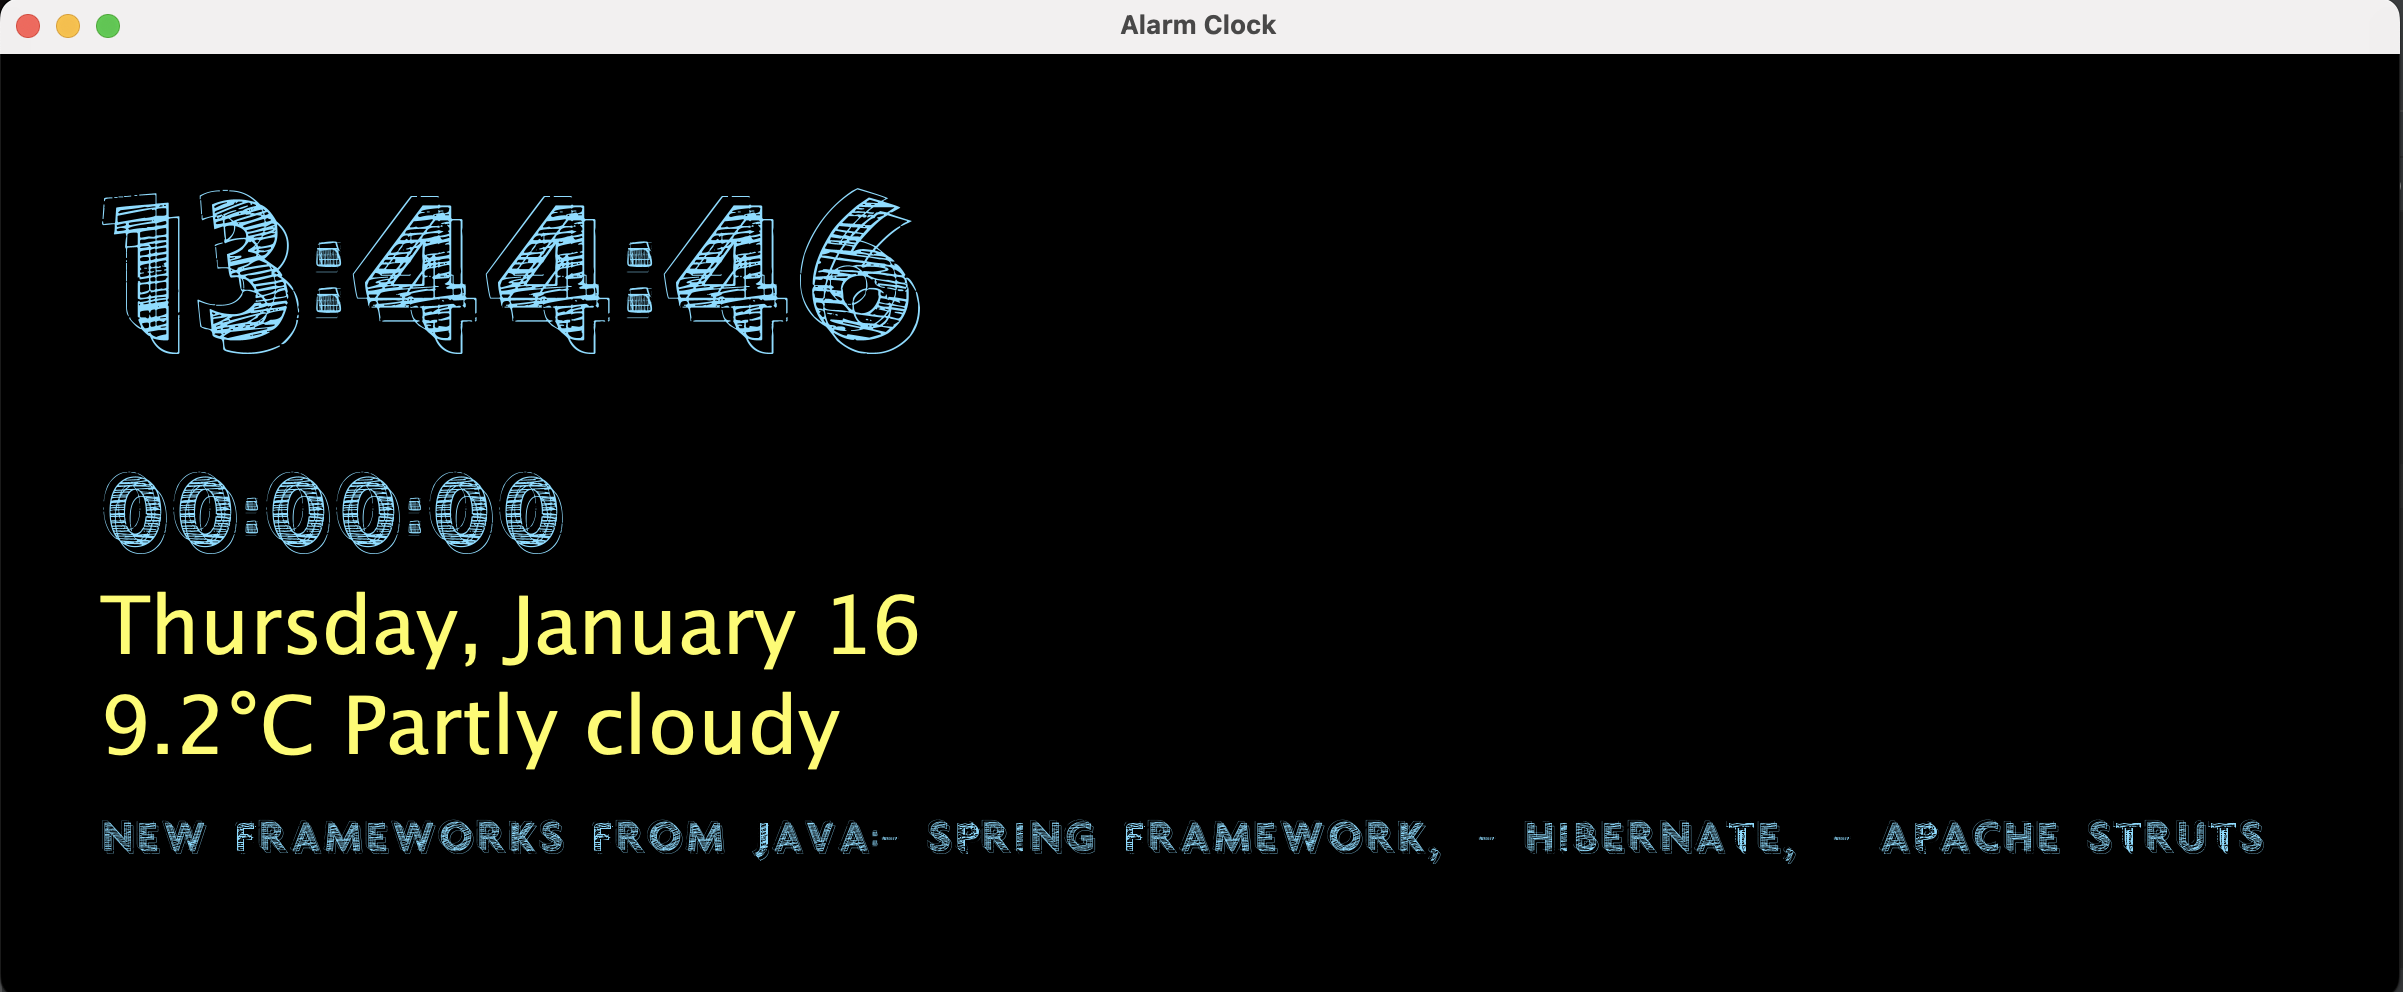 Alarm Clock
13:44:46
00:00:00
Thursday, January 16
9.2°C Partly cloudy
NEW FRAMEWORKS FROM JAVA:- SPRING FRAMEWORK, - HIBERNATE, - APACHE STRUTS